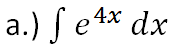 a.) ∫ e^{4x} dx